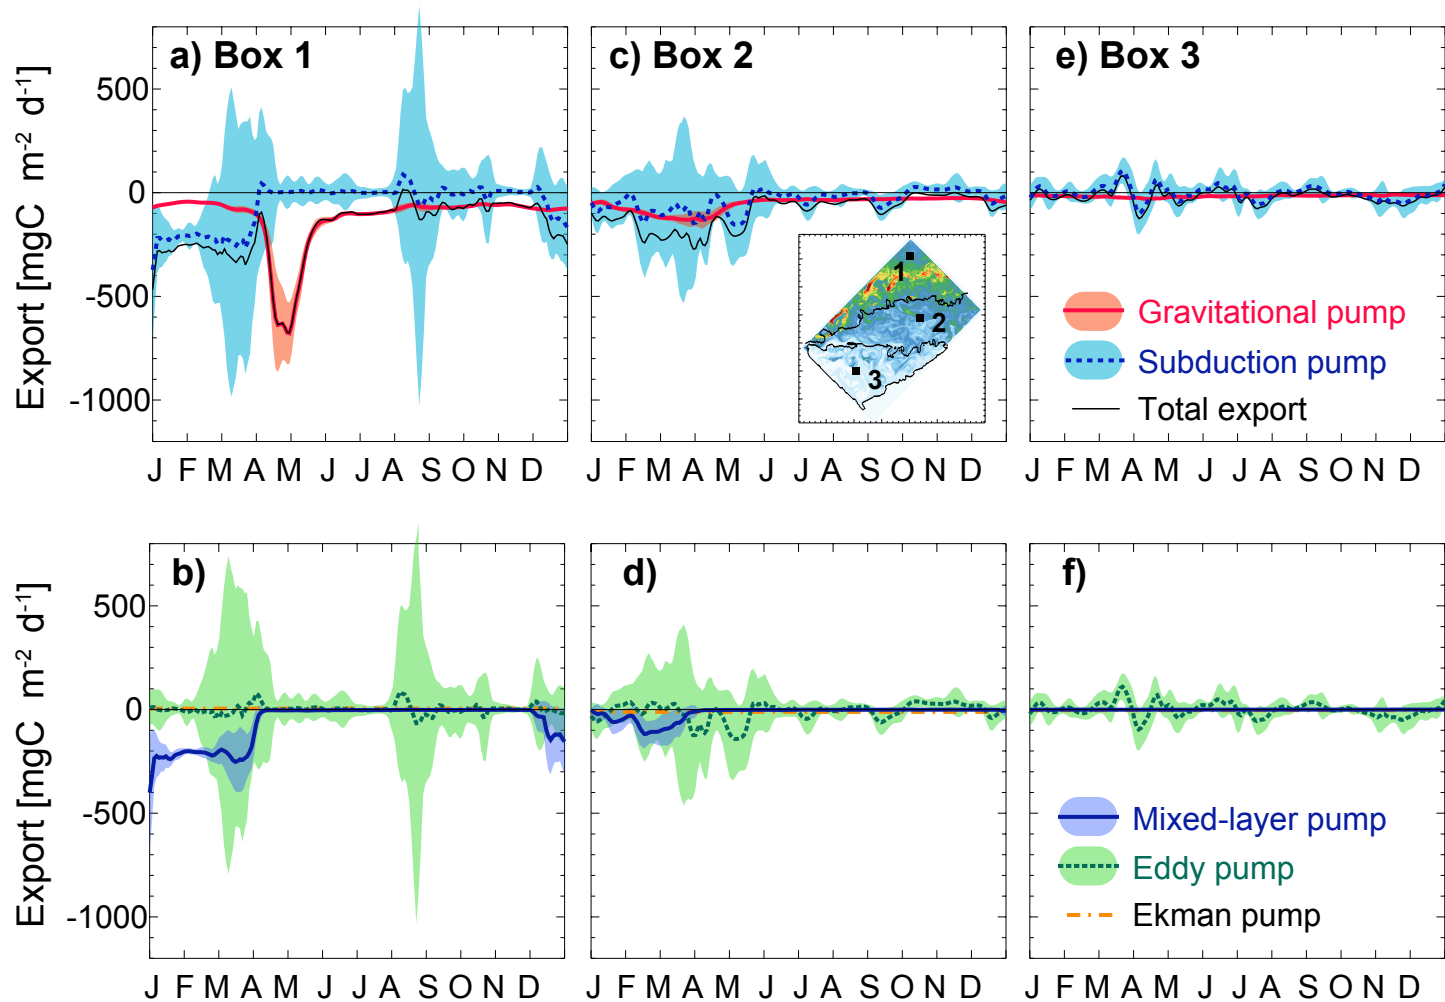 a) Box 1
c) Box 2
e) Box 3
Export [mgC m⁻² d⁻¹]
500
0
-500
-1000
1
2
3
Gravitational pump
Subduction pump
Total export
J F M A M J J A S O N D
J F M A M J J A S O N D
J F M A M J J A S O N D
b)
d)
f)
Export [mgC m⁻² d⁻¹]
500
0
-500
-1000
Mixed-layer pump
Eddy pump
Ekman pump
J F M A M J J A S O N D
J F M A M J J A S O N D
J F M A M J J A S O N D